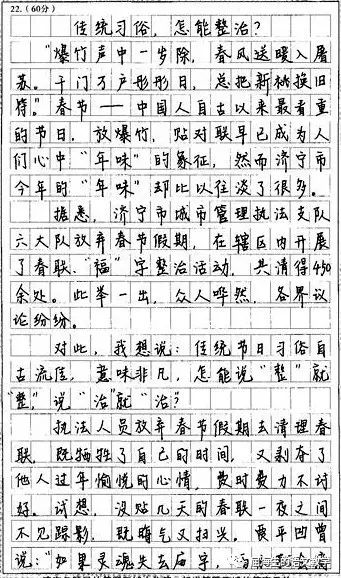 22.（60分）
传统习俗，怎能整治？
"爆竹声中一岁除，春风送暖入屠
苏。千门万户彤彤日，总把新桃换旧
符。"春节——中国人自古以来最看重
的节日，放爆竹，贴对联早已成为人
们心中"年味"的象征，然而济宁市
今年的"年味"却比以往淡了很多。
据悉，济宁市城市管理执法支队
六大队放弃春节假期，在辖区内开展
了春联、"福"字整治活动，共清得450
余处。此举一出，众人哗然，各界议
论纷纷。
对此，我想说：传统节日习俗自
古流传，意味非凡，怎能说"整"就
"整"，说"治"就"治"？
执法人员放弃春节假期去清理春
联，既牺牲了自己的时间，又剥夺了
他人过年愉悦的心情，费时费力不讨
好。试想，没贴几天的春联一夜之间
不见踪影，既晦气又扫兴。贾平凹曾
说："如果灵魂失去庙宇，